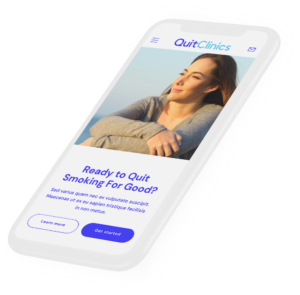 QuitClinics
Ready to Quit
Smoking For Good?
Sed varius quam nec ex vulputate suscipit.
Maecenas ut ex eu sapien tristique facilisis
in non metus.
Learn more
Get started